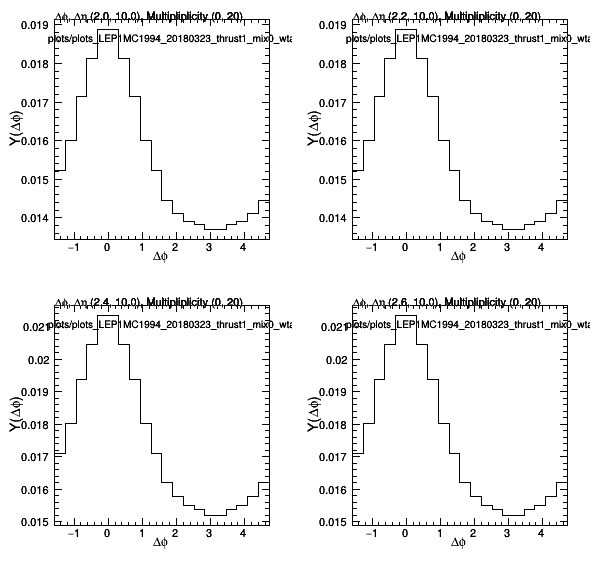 Δφ, Δη (2.0, 10.0), Multipliplicity (0, 20)
plots/plots_LEP1MC1994_20180323_thrust1_mix0_wta
Y(Δφ)
0.019
0.018
0.017
0.016
0.015
0.014
−1 0 1 2 3 4
Δφ
Δφ, Δη (2.2, 10.0), Multipliplicity (0, 20)
plots/plots_LEP1MC1994_20180323_thrust1_mix0_wta
Y(Δφ)
0.019
0.018
0.017
0.016
0.015
0.014
−1 0 1 2 3 4
Δφ
Δφ, Δη (2.4, 10.0), Multipliplicity (0, 20)
plots/plots_LEP1MC1994_20180323_thrust1_mix0_wta
Y(Δφ)
0.021
0.02
0.019
0.018
0.017
0.016
0.015
−1 0 1 2 3 4
Δφ
Δφ, Δη (2.6, 10.0), Multipliplicity (0, 20)
plots/plots_LEP1MC1994_20180323_thrust1_mix0_wta
Y(Δφ)
0.021
0.02
0.019
0.018
0.017
0.016
0.015
−1 0 1 2 3 4
Δφ